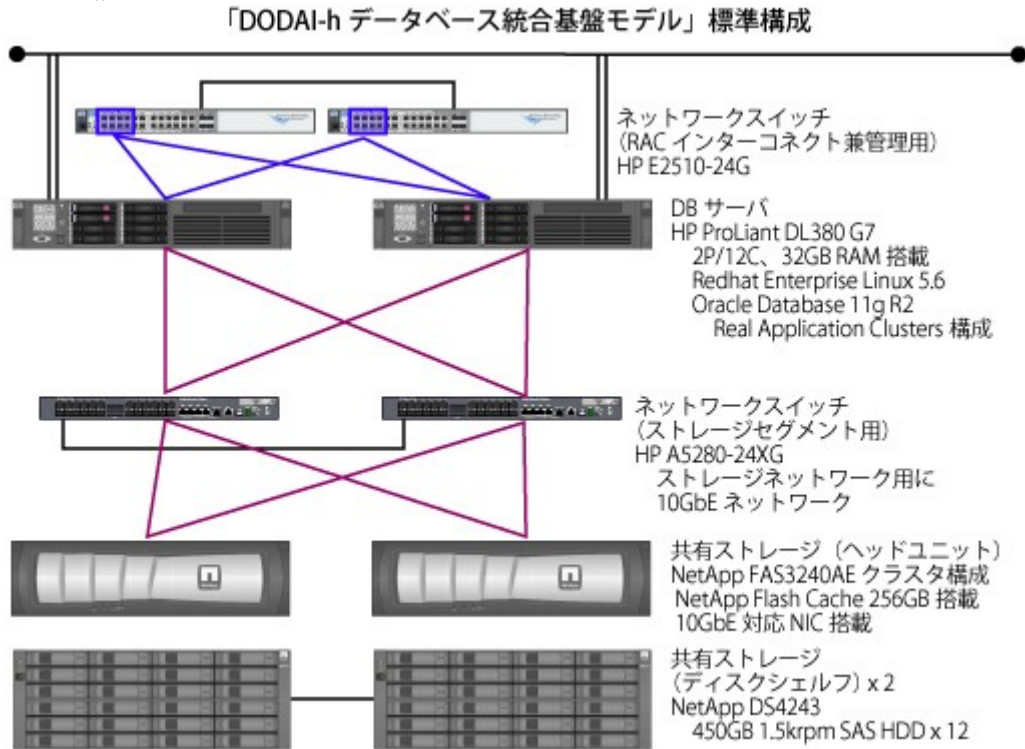 「DODAI-h データベース統合基盤モデル」標準構成
ネットワークスイッチ
（RAC インターコネクト兼管理用）
HP E2510-24G
DB サーバ
HP ProLiant DL380 G7
2P/12C、32GB RAM 搭載
Redhat Enterprise Linux 5.6
Oracle Database 11g R2
Real Application Clusters 構成
ネットワークスイッチ
（ストレージセグメント用）
HP A5280-24XG
ストレージネットワーク用に
10GbE ネットワーク
共有ストレージ（ヘッドユニット）
NetApp FAS3240AE クラスタ構成
NetApp Flash Cache 256GB 搭載
10GbE 対応 NIC 搭載
共有ストレージ
（ディスクシェルフ）x 2
NetApp DS4243
450GB 1.5krpm SAS HDD x 12